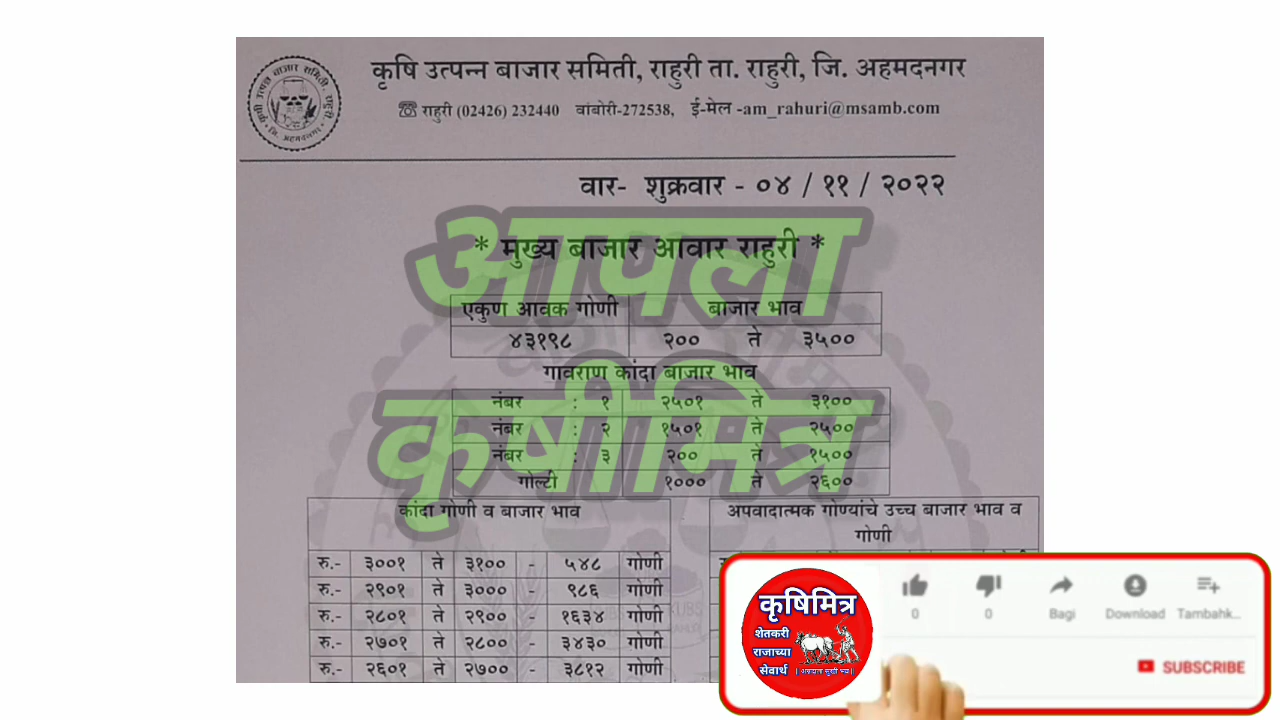 कृषि उत्पन्न बाजार समिती, राहुरी ता. राहुरी, जि. अहमदनगर
राहुरी (02426) 232440 वांबोरी-272538, ई-मेल -am_rahuri@msamb.com
वार- शुक्रवार - ०४ / ११ / २०२२
* मुख्य बाजार आवार राहुरी *
आपला
कृषीमित्र
एकुण आवक गोणी बाजार भाव
४३१९८ २०० ते ३५००
गावराण कांदा बाजार भाव
नंबर : १ २५०१ ते ३१००
नंबर : २ १५०१ ते २५००
नंबर : ३ २०० ते १५००
गोल्टी १००० ते २६००
कांदा गोणी व बाजार भाव
रु.- ३००१ ते ३१०० - ५४८ गोणी
रु.- २९०१ ते ३००० - ९८६ गोणी
रु.- २८०१ ते २९०० - १६३४ गोणी
रु.- २७०१ ते २८०० - ३४३० गोणी
रु.- २६०१ ते २७०० - ३८१२ गोणी
अपवादात्मक गोण्यांचे उच्च बाजार भाव व
गोणी
कृषिमित्र
शेतकरी
राजाच्या
सेवार्थ
0 0 Bagi Download Tambahk...
SUBSCRIBE